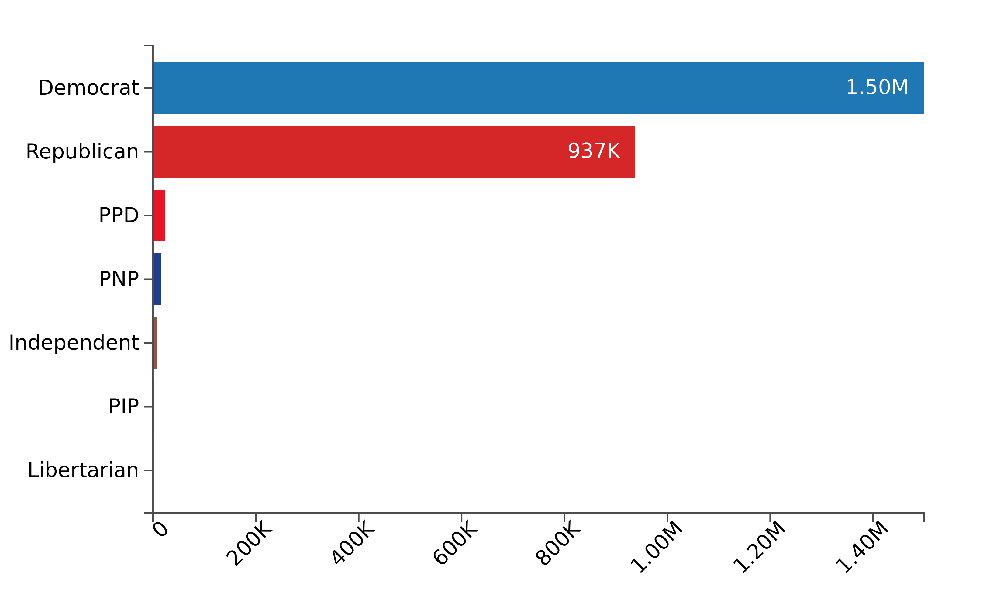 Democrat
1.50M
Republican
937K
PPD
PNP
Independent
PIP
Libertarian
0
200K
400K
600K
800K
1.00M
1.20M
1.40M